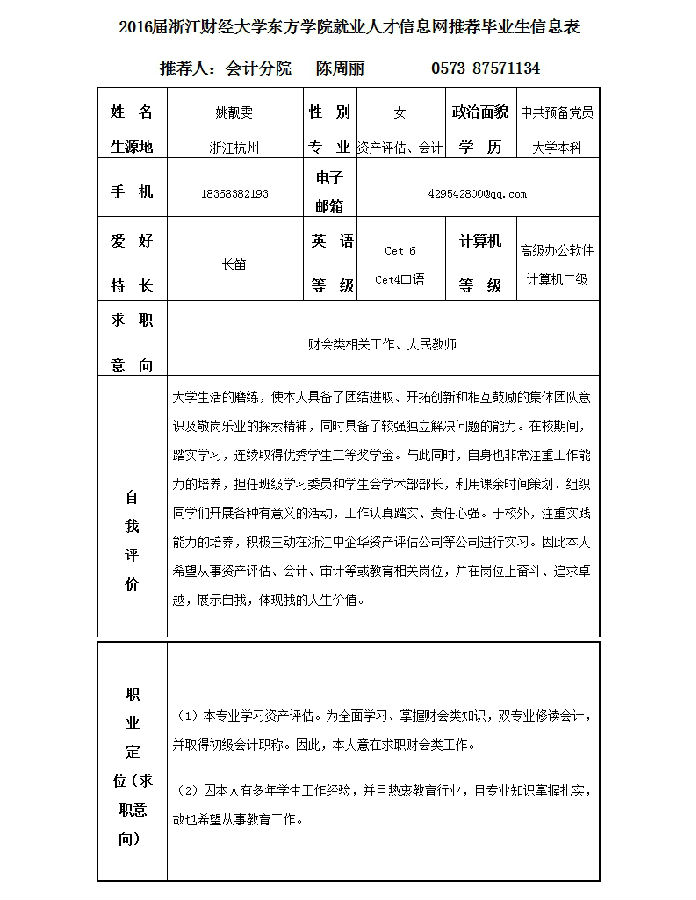 2016届浙江财经大学东方学院就业人才信息网推荐毕业生信息表
推荐人：会计分院 陈周丽 0573-87571134
姓 名 姚靓雯 性 别 女 政治面貌 中共预备党员
生源地 浙江杭州 专 业 资产评估、会计 学 历 大学本科
手 机 18358382193 电子
邮箱 429542800@qq.com
爱 好 长笛 英 语 Cet-6 计算机 高级办公软件
特 长 等 级 Cet4口语 等 级 计算机二级
求 职
意 向 财会类相关工作、人民教师
大学生活的磨练，使本人具备了团结进取、开拓创新和相互鼓励的集体团队意
识及敬岗乐业的探索精神，同时具备了较强独立解决问题的能力。在校期间，
踏实学习，连续取得优秀学生二等奖学金。与此同时，自身也非常注重工作能
力的培养，担任班级学习委员和学生会学术部部长，利用课余时间策划、组织
自
同学们开展各种有意义的活动，工作认真踏实、责任心强。于校外，注重实践
我
能力的培养，积极主动在浙江中企华资产评估公司等公司进行实习。因此本人
评
希望从事资产评估、会计、审计等或教育相关岗位，并在岗位上奋斗、追求卓
价
越，展示自我，体现我的人生价值。
职
业
定
位（求
职意
向）
（1）本专业学习资产评估。为全面学习、掌握财会类知识，双专业修读会计，
并取得初级会计职称。因此，本人意在求职财会类工作。
（2）因本人有多年学生工作经验，并且热衷教育行业，且专业知识掌握扎实，
故也希望从事教育工作。